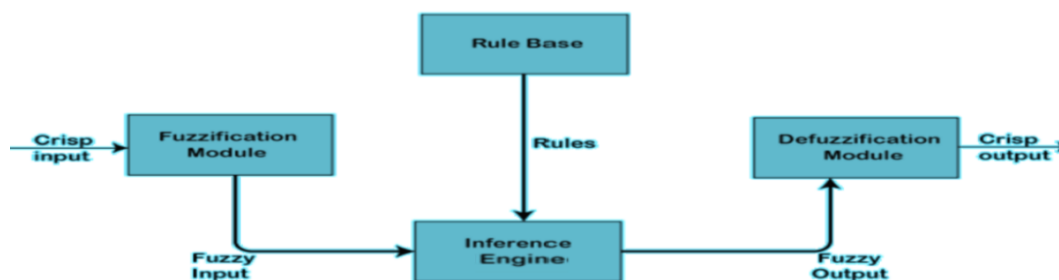 Rule Base
Crisp
input
Fuzzification
Module
Rules
Defuzzification
Module
Crisp
output
Fuzzy
Input
Inference
Engine
Fuzzy
Output